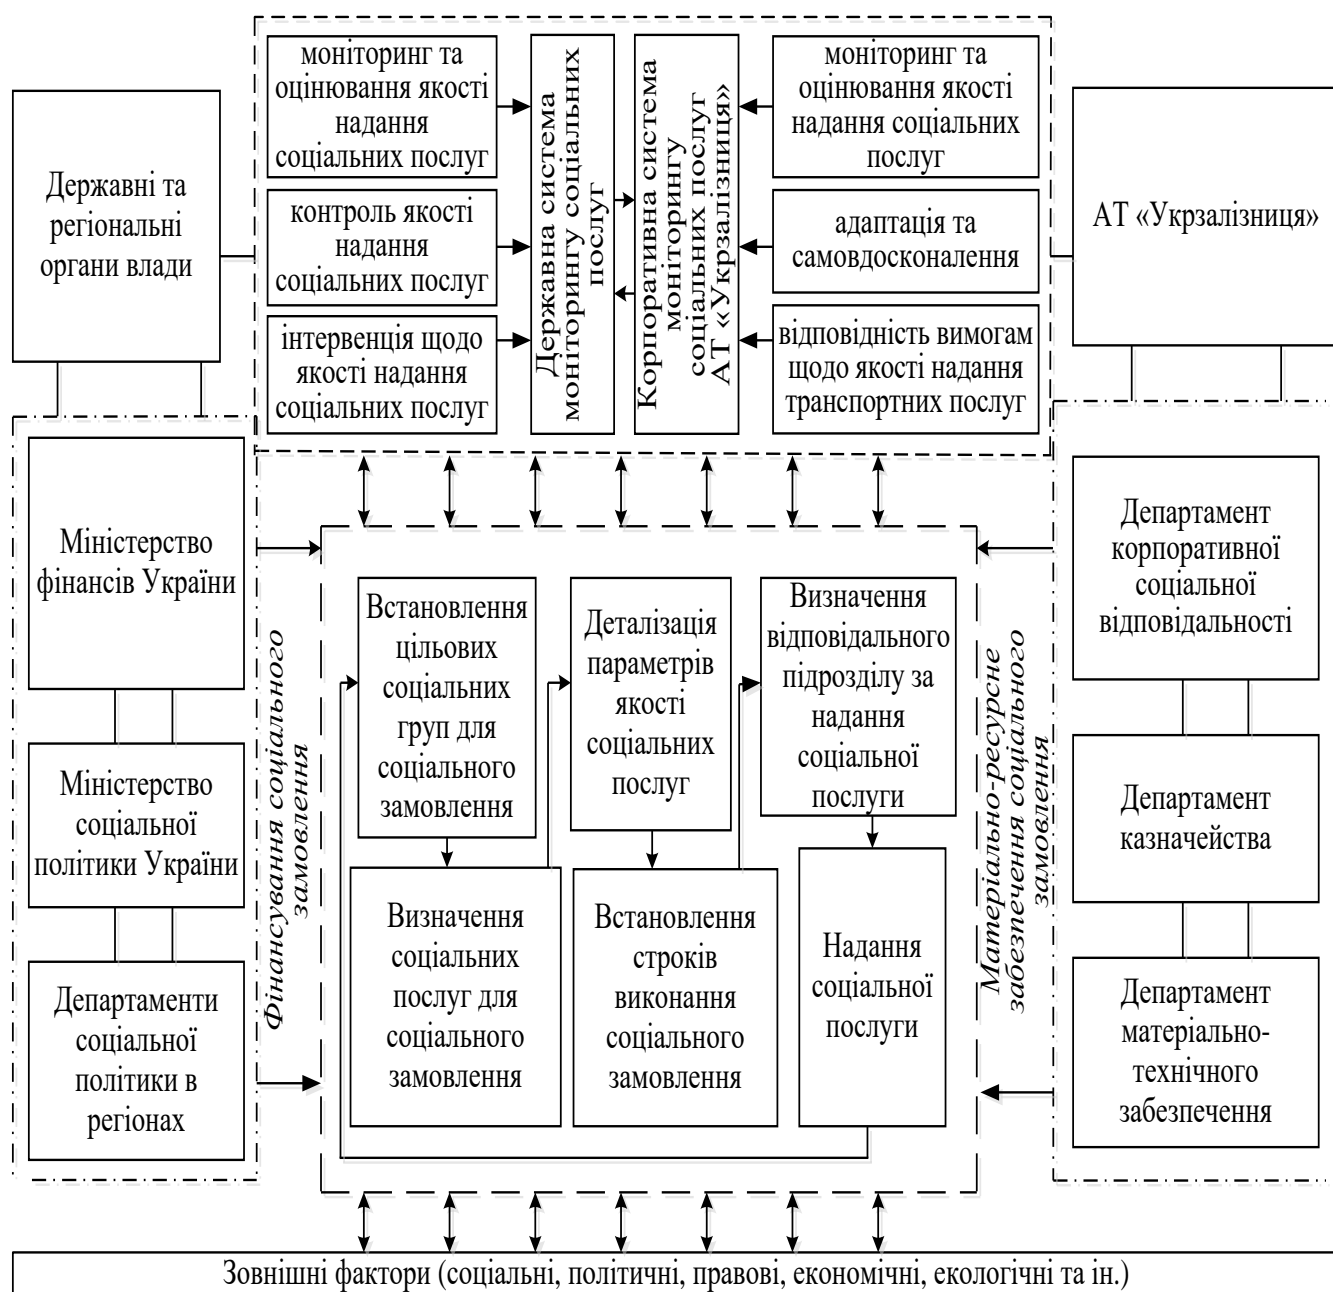 моніторинг та
оцінювання якості
надання
соціальних послуг
контроль якості
надання
соціальних послуг
інтервенція щодо
якості надання
соціальних послуг
Державна система
моніторингу соціальних
послуг
Корпоративна система
моніторингу
соціальних послуг
АТ «Укрзалізниця»
моніторинг та
оцінювання якості
надання соціальних
послуг
адаптація та
самовдосконалення
відповідність вимогам
щодо якості надання
транспортних послуг
Державні та
регіональні
органи влади
АТ «Укрзалізниця»
Міністерство
фінансів України
Міністерство
соціальної
політики України
Департаменти
соціальної
політики в
регіонах
Фінансування соціального
замовлення
Встановлення
цільових
соціальних
груп для
соціального
замовлення
Деталізація
параметрів
якості
соціальних
послуг
Визначення
відповідального
підрозділу за
надання
соціальної
послуги
Визначення
соціальних
послуг для
соціального
замовлення
Встановлення
строків
виконання
соціального
замовлення
Надання
соціальної
послуги
Матеріально-ресурсне
забезпечення соціального
замовлення
Департамент
корпоративної
соціальної
відповідальності
Департамент
казначейства
Департамент
матеріально-
технічного
забезпечення
Зовнішні фактори (соціальні, політичні, правові, економічні, екологічні та ін.)